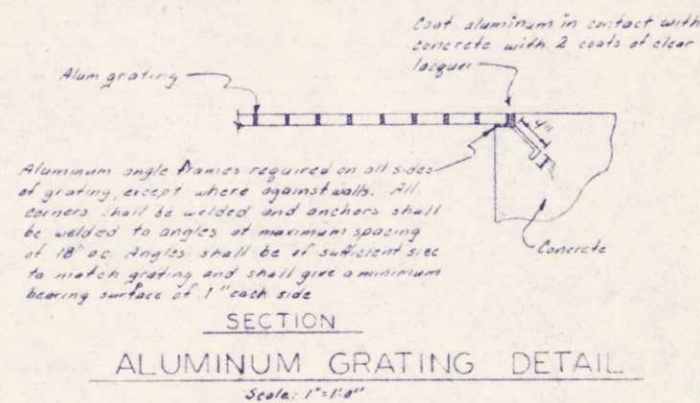 Coat aluminum in contact with
concrete with 2 coats of clear
lacquer
Alum grating
4"
Aluminum angle frames required on all sides
of grating, except where against walls. All
corners shall be welded and anchors shall
be welded to angles at maximum spacing
of 18" oc. Angles shall be of sufficient size
to match grating and shall give a minimum
bearing surface of 1" each side
Concrete
SECTION
ALUMINUM GRATING DETAIL
Scale: 1"=1'-0"